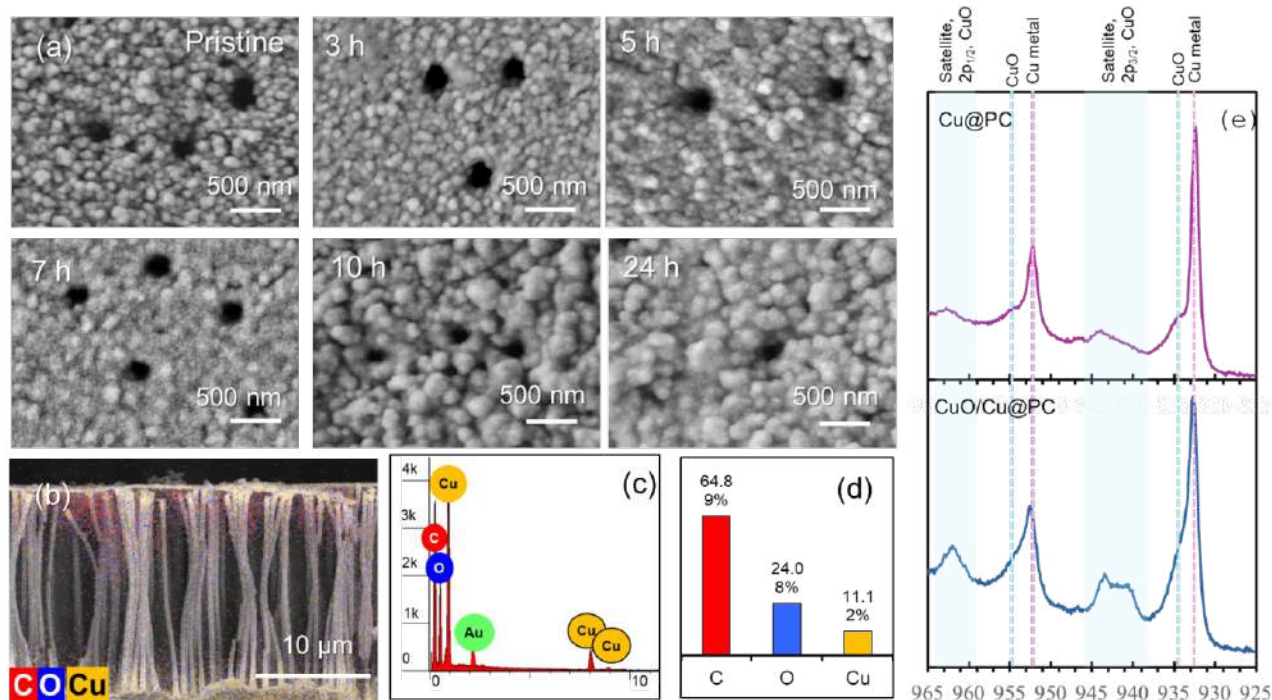 (a)
Pristine
500 nm
3 h
500 nm
5 h
500 nm
7 h
500 nm
10 h
500 nm
24 h
500 nm
(b)
10 µm
C O Cu
(c)
4k
3k
2k
1k
0
Cu
C
O
Au
Cu
Cu
0
10
(d)
64.8
9%
24.0
8%
11.1
2%
C
O
Cu
Satellite,
2p1/2, CuO
CuO
Cu metal
Satellite,
2p3/2, CuO
CuO
Cu metal
Cu@PC
(e)
CuO/Cu@PC
965 960 955 950 945 940 935 930 925